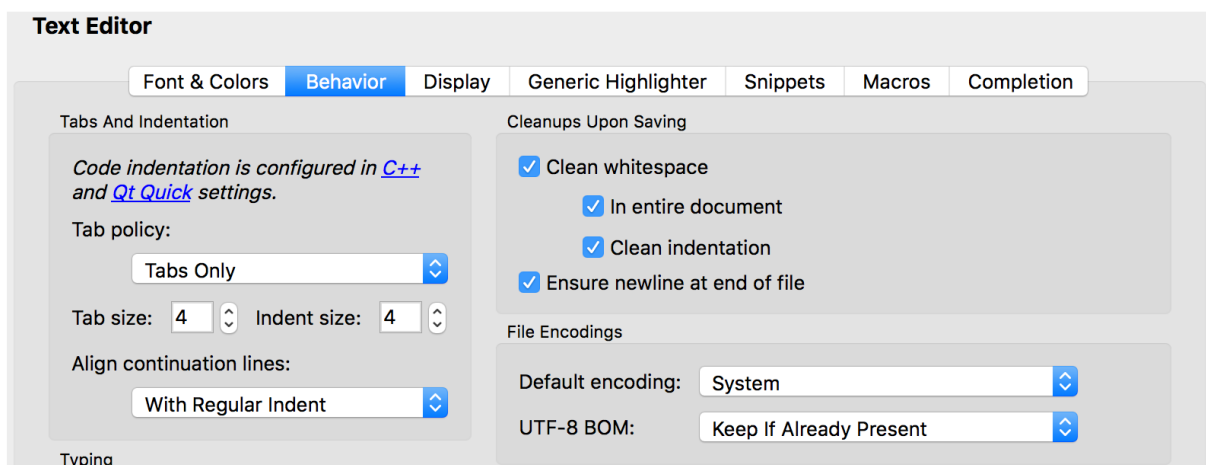 Text Editor
Font & Colors
Behavior
Display
Generic Highlighter
Snippets
Macros
Completion
Tabs And Indentation
Code indentation is configured in C++
and Qt Quick settings.
Tab policy:
Tabs Only
Tab size: 4 Indent size: 4
Align continuation lines:
With Regular Indent
Typing
Cleanups Upon Saving
Clean whitespace
In entire document
Clean indentation
Ensure newline at end of file
File Encodings
Default encoding: System
UTF-8 BOM: Keep If Already Present